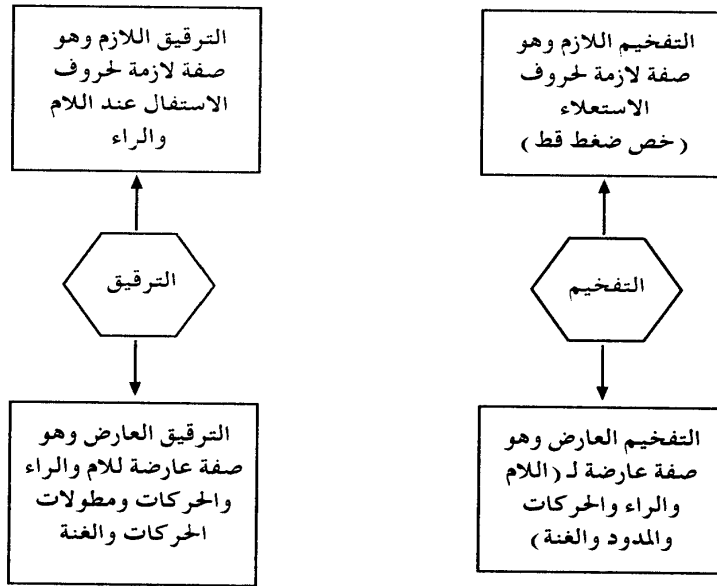 التفخيم اللازم وهو
صفة لازمة لحروف
الاستعلاء
(خص ضغط قط)
التفخيم
التفخيم العارض وهو
صفة عارضة لـ (اللام
والراء والحركات
والمدود والغنة)
الترقيق اللازم وهو
صفة لازمة لحروف
الاستفال عند اللام
والراء
الترقيق
الترقيق العارض وهو
صفة عارضة للام والراء
والحركات ومطولات
الحركات والغنة